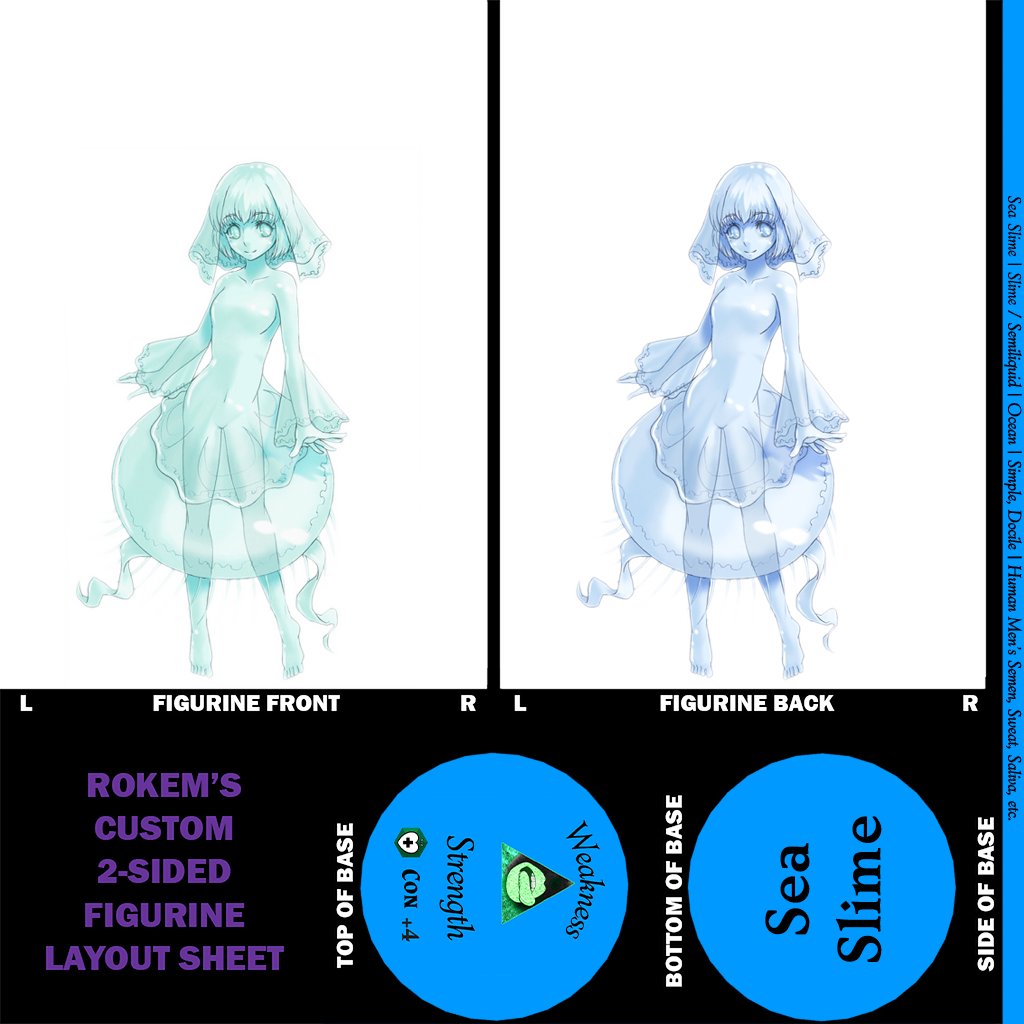 Sea Slime | Slime / Semiliquid | Ocean | Simple, Docile | Human Men's Semen, Sweat, Saliva, etc.
L FIGURINE FRONT R
L FIGURINE BACK R
ROKEM'S
CUSTOM
2-SIDED
FIGURINE
LAYOUT SHEET
TOP OF BASE
Weakness
Strength
CON +4
BOTTOM OF BASE
Sea
Slime
SIDE OF BASE